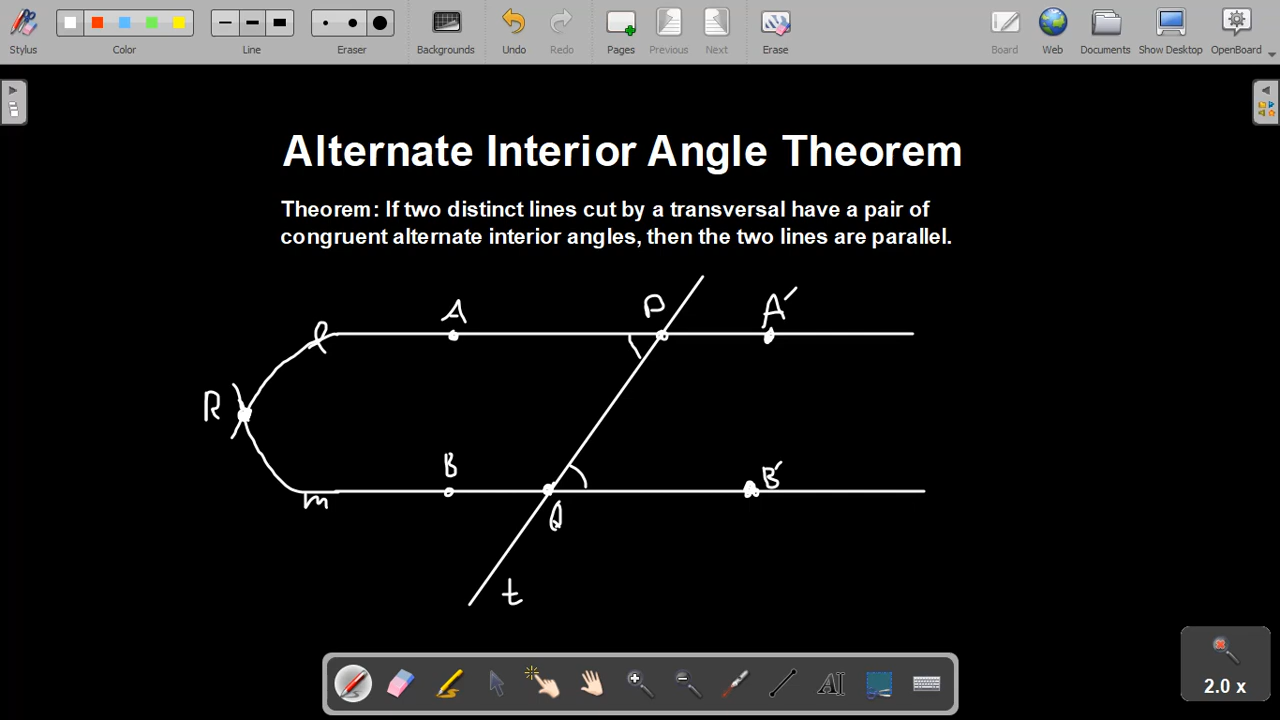 Stylus Color Line Eraser Backgrounds Undo Redo Pages Previous Next Erase Board Web Documents Show Desktop OpenBoard
Alternate Interior Angle Theorem
Theorem: If two distinct lines cut by a transversal have a pair of
congruent alternate interior angles, then the two lines are parallel.
l A P A′
R
m B Q B′
t
AI
2.0 x